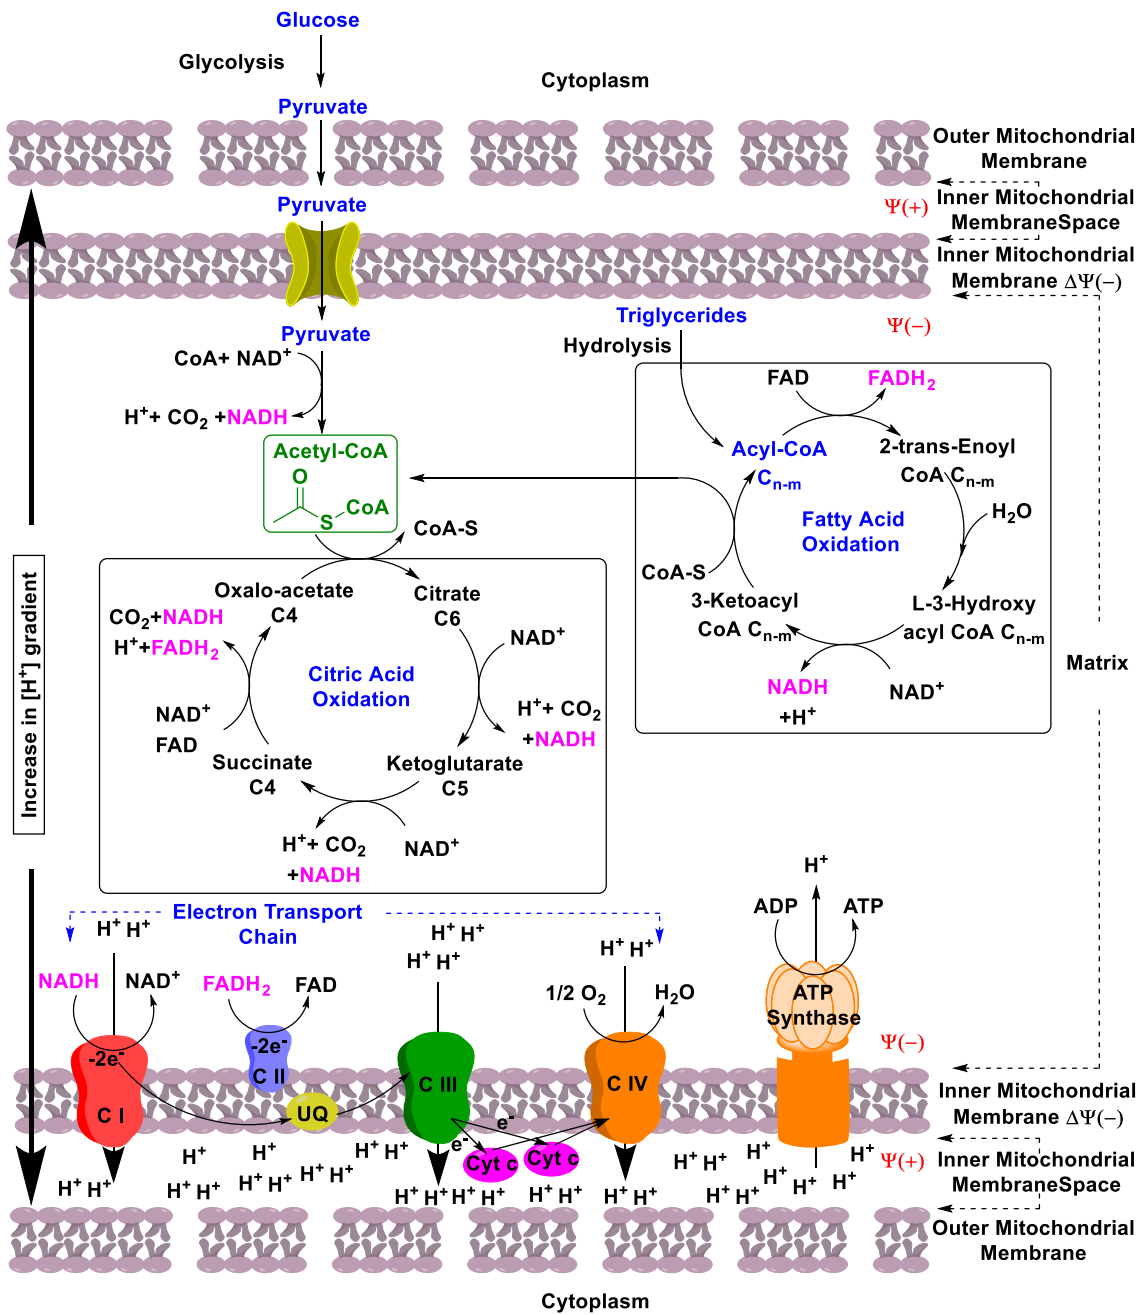 Glucose
Glycolysis
Cytoplasm
Pyruvate
Outer Mitochondrial
Membrane
Pyruvate
Ψ(+)
Inner Mitochondrial
MembraneSpace
Inner Mitochondrial
Membrane ΔΨ(−)
Pyruvate
Triglycerides
Ψ(−)
CoA+ NAD⁺
Hydrolysis
H⁺+ CO₂ +NADH
FAD
FADH₂
Acetyl-CoA
O
S
CoA
Acyl-CoA
Cₙ₋ₘ
2-trans-Enoyl
CoA Cₙ₋ₘ
Fatty Acid
Oxidation
H₂O
CoA-S
CoA-S
3-Ketoacyl
CoA Cₙ₋ₘ
L-3-Hydroxy
acyl CoA Cₙ₋ₘ
NADH
+H⁺
NAD⁺
Matrix
Oxalo-acetate
C4
Citrate
C6
CO₂+NADH
H⁺+FADH₂
NAD⁺
Citric Acid
Oxidation
H⁺+ CO₂
+NADH
NAD⁺
FAD
Succinate
C4
Ketoglutarate
C5
H⁺+ CO₂
+NADH
NAD⁺
Increase in [H⁺] gradient
Electron Transport
Chain
H⁺ H⁺
H⁺ H⁺
H⁺ H⁺
H⁺ H⁺
H⁺
ADP
ATP
NADH
NAD⁺
FADH₂
FAD
1/2 O₂
H₂O
ATP
Synthase
-2e⁻
-2e⁻
C I
C II
UQ
C III
C IV
Ψ(−)
Inner Mitochondrial
Membrane ΔΨ(−)
e⁻
e⁻
Cyt c
Cyt c
H⁺
H⁺
H⁺ H⁺
H⁺ H⁺
H⁺ H⁺
H⁺ H⁺
H⁺ H⁺
H⁺ H⁺
H⁺ H⁺ H⁺ H⁺
H⁺ H⁺
H⁺ H⁺
H⁺ H⁺
H⁺ H⁺
H⁺
H⁺
H⁺
H⁺
H⁺
Ψ(+)
Inner Mitochondrial
MembraneSpace
Outer Mitochondrial
Membrane
Cytoplasm